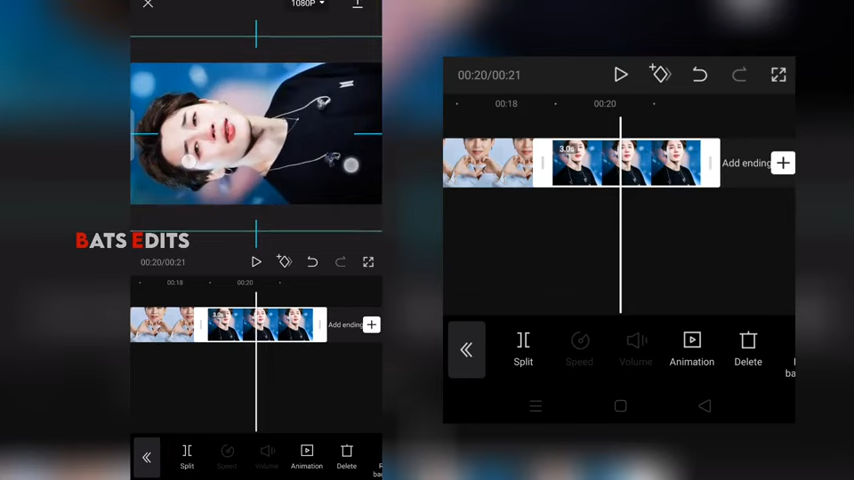 1080P
BATS EDITS
00:20/00:21
00:18
00:20
3.0s
Add ending
Split
Speed
Volume
Animation
Delete
00:20/00:21
00:18
00:20
3.0s
Add ending
Split
Speed
Volume
Animation
Delete
ba